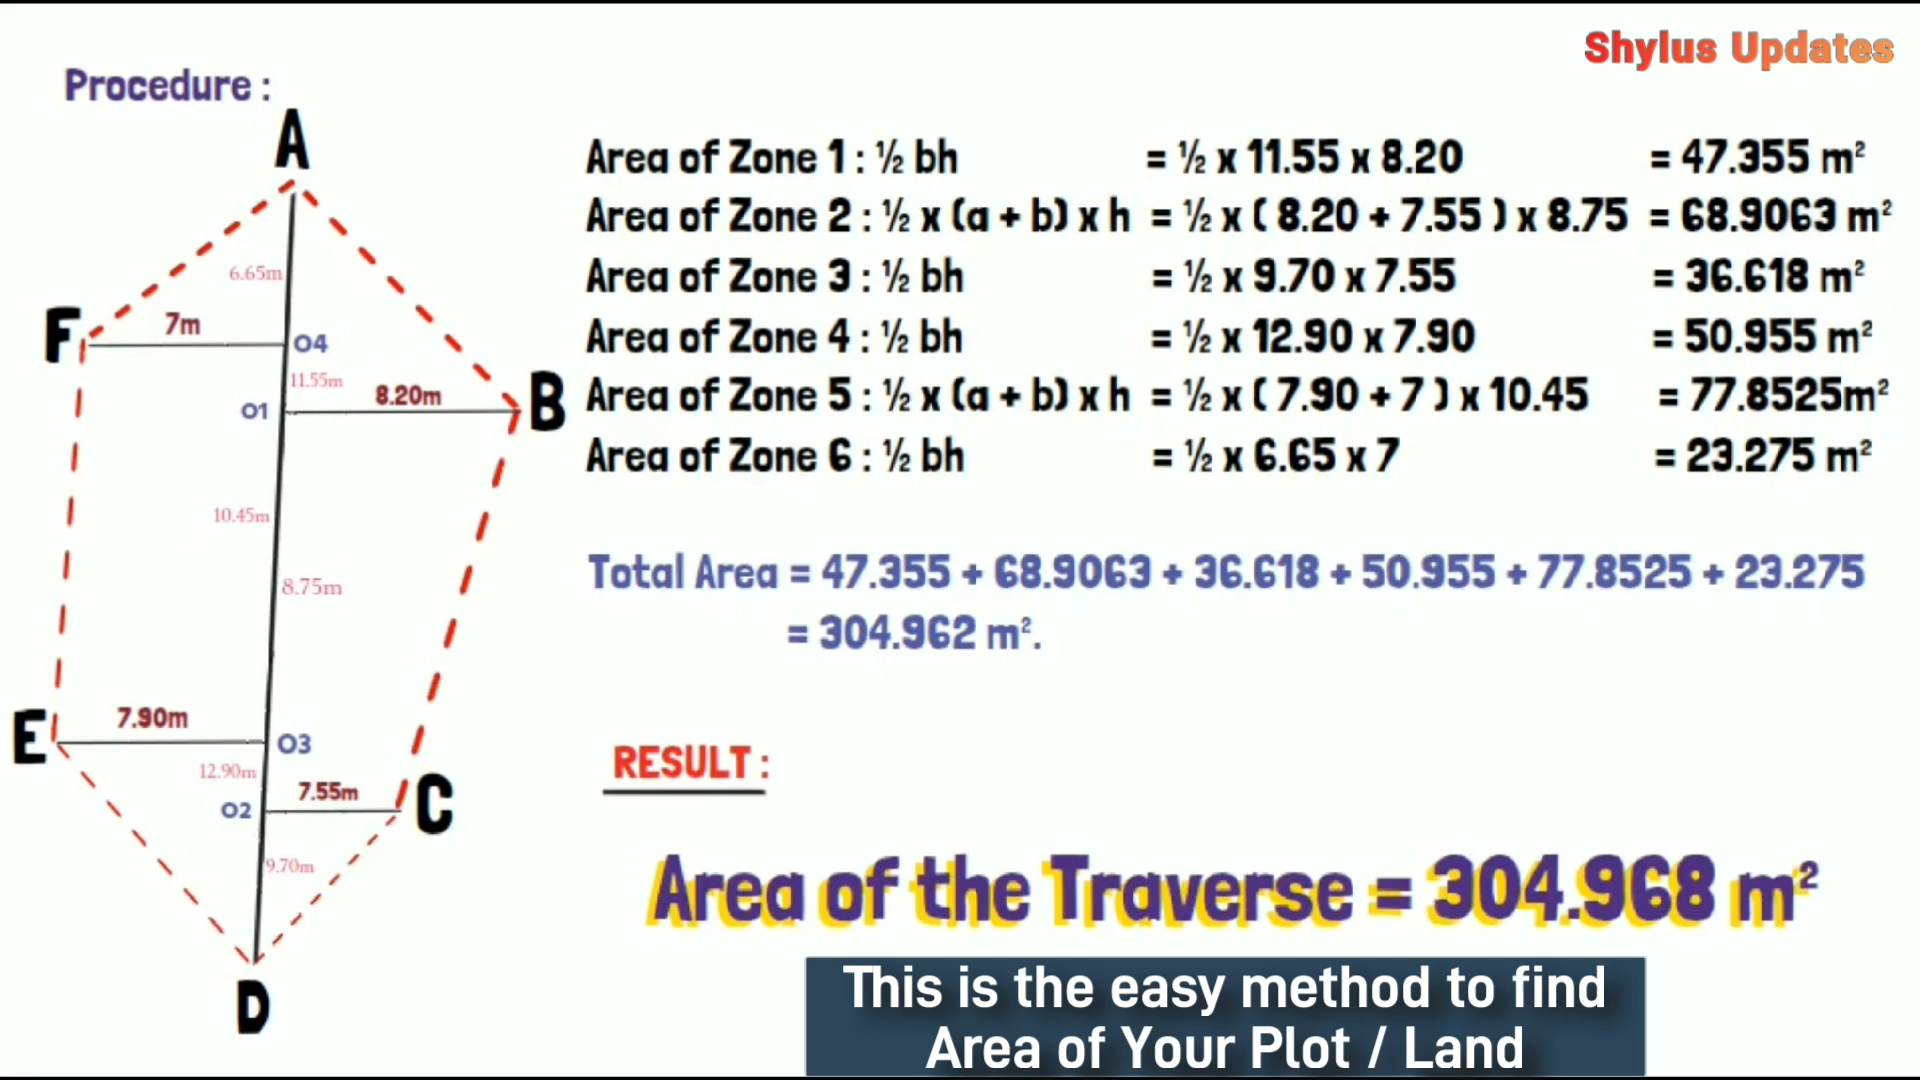 Shylus Updates
Procedure :
A
6.65m
F
7m
O4
11.55m
O1
8.20m
B
10.45m
8.75m
E
7.90m
O3
12.90m
7.55m
O2
C
9.70m
D
Area of Zone 1 : ½ bh = ½ x 11.55 x 8.20 = 47.355 m²
Area of Zone 2 : ½ x (a + b) x h = ½ x ( 8.20 + 7.55 ) x 8.75 = 68.9063 m²
Area of Zone 3 : ½ bh = ½ x 9.70 x 7.55 = 36.618 m²
Area of Zone 4 : ½ bh = ½ x 12.90 x 7.90 = 50.955 m²
Area of Zone 5 : ½ x (a + b) x h = ½ x ( 7.90 + 7 ) x 10.45 = 77.8525m²
Area of Zone 6 : ½ bh = ½ x 6.65 x 7 = 23.275 m²
Total Area = 47.355 + 68.9063 + 36.618 + 50.955 + 77.8525 + 23.275
= 304.962 m².
RESULT :
Area of the Traverse = 304.968 m²
This is the easy method to find
Area of Your Plot / Land